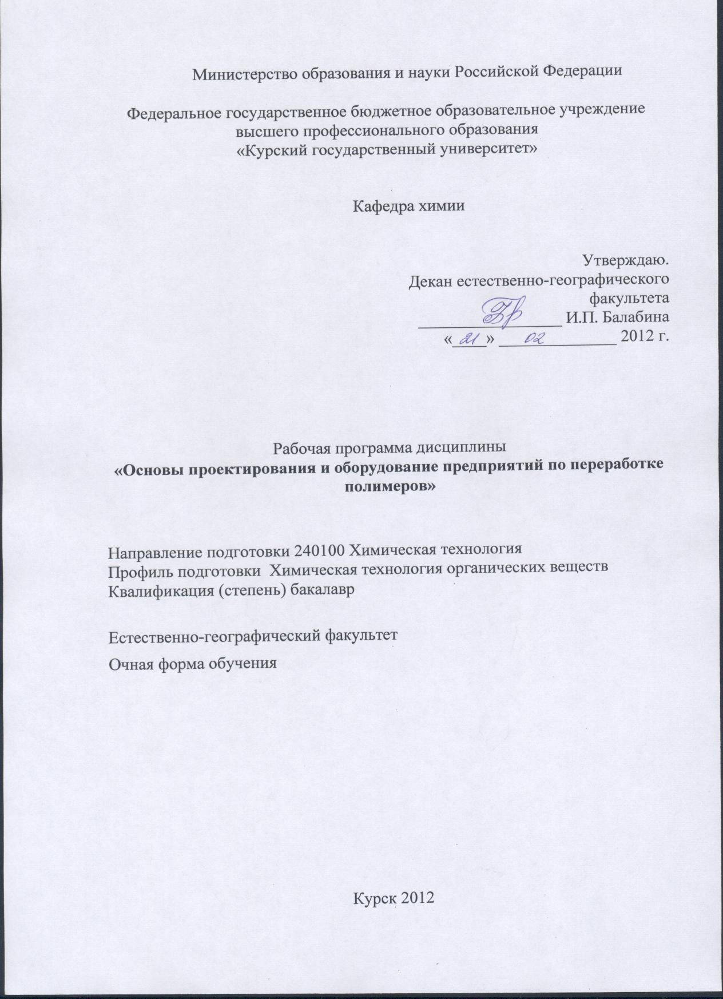 Министерство образования и науки Российской Федерации
Федеральное государственное бюджетное образовательное учреждение
высшего профессионального образования
«Курский государственный университет»
Кафедра химии
Утверждаю.
Декан естественно-географического
факультета
И.П. Балабина
«21» 02 2012 г.
Рабочая программа дисциплины
«Основы проектирования и оборудование предприятий по переработке
полимеров»
Направление подготовки 240100 Химическая технология
Профиль подготовки Химическая технология органических веществ
Квалификация (степень) бакалавр
Естественно-географический факультет
Очная форма обучения
Курск 2012